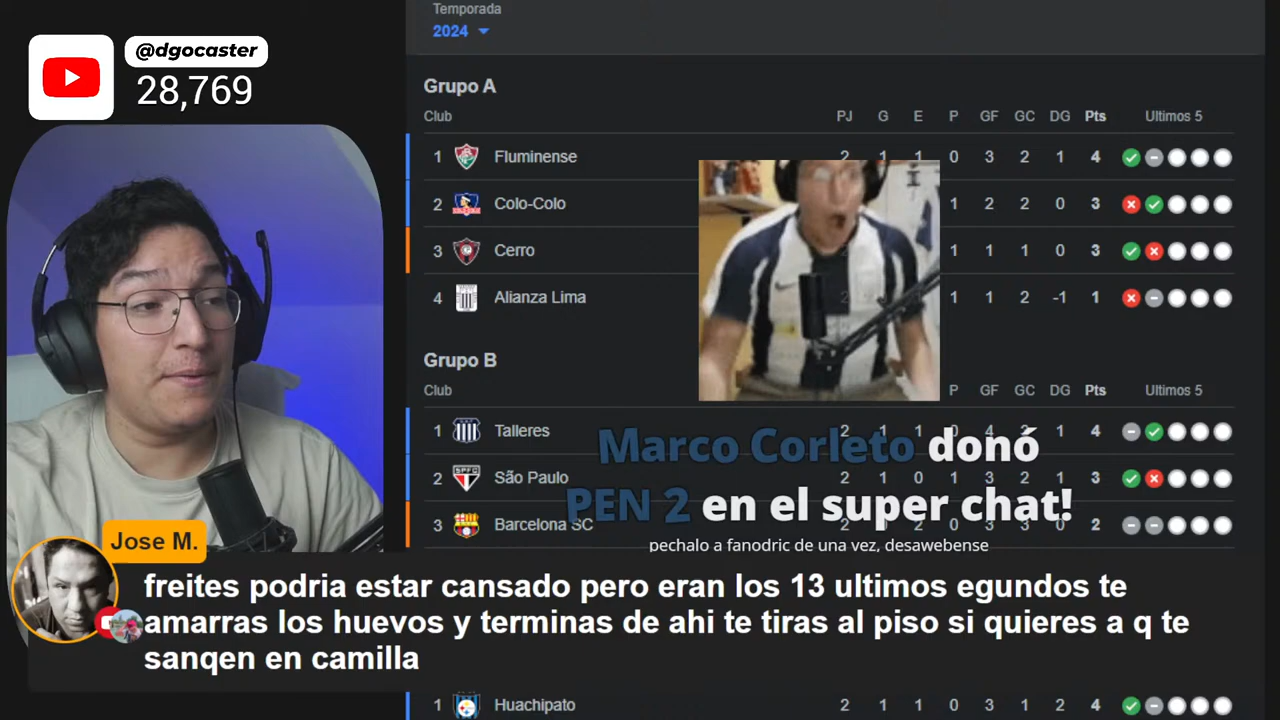 @dgocaster
28,769
Temporada
2024
Grupo A
Club PJ G E P GF GC DG Pts Ultimos 5
1 Fluminense 2 1 1 0 3 2 1 4
2 Colo-Colo 1 2 2 0 3
3 Cerro 1 1 1 0 3
4 Alianza Lima 1 1 2 -1 1
Grupo B
Club P GF GC DG Pts Ultimos 5
1 Talleres 2 1 1 0 4 1 4
2 São Paulo 2 1 0 1 3 2 1 3
3 Barcelona SC 2 0 2 0 3 3 0 2
Marco Corleto donó
PEN 2 en el super chat!
pechalo a fanodric de una vez, desawebense
Jose M.
freites podria estar cansado pero eran los 13 ultimos egundos te
amarras los huevos y terminas de ahi te tiras al piso si quieres a q te
sanqen en camilla
1 Huachipato 2 1 1 0 3 1 2 4